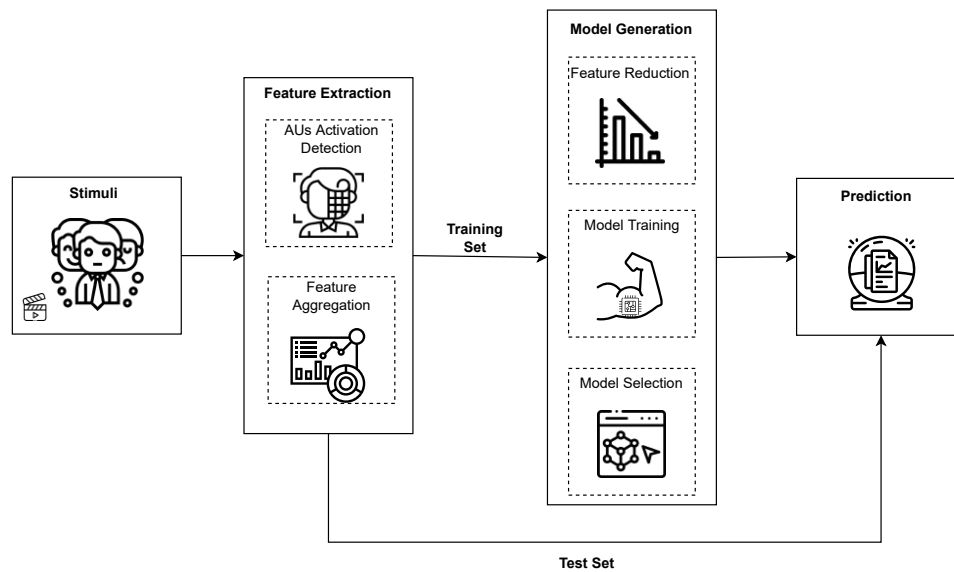 Stimuli
Feature Extraction
AUs Activation
Detection
Feature
Aggregation
Training
Set
Model Generation
Feature Reduction
Model Training
Model Selection
Prediction
Test Set